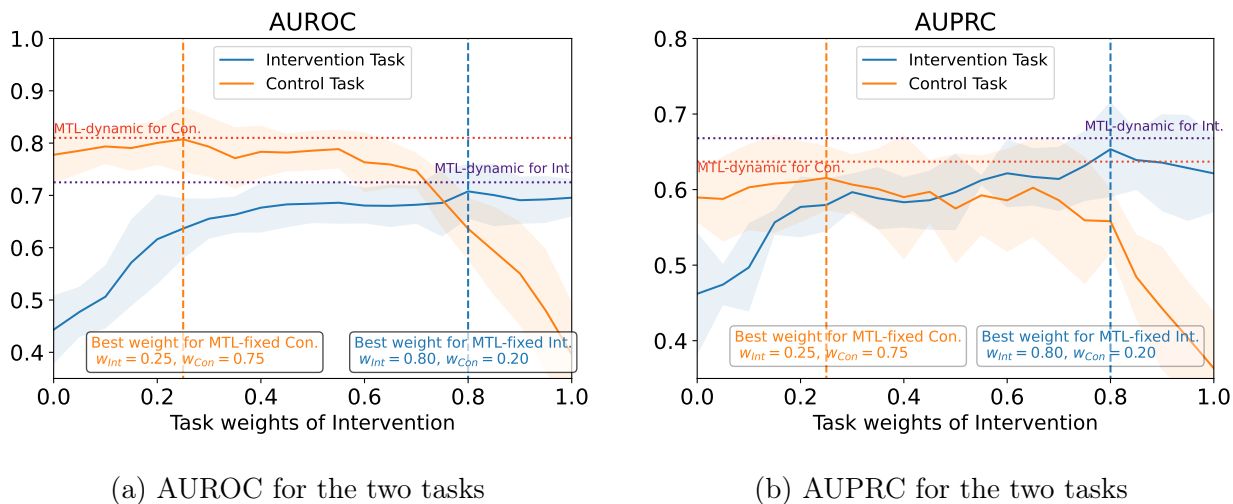 AUROC
1.0
0.9
0.8
0.7
0.6
0.5
0.4
Intervention Task
Control Task
MTL-dynamic for Con.
MTL-dynamic for Int.
Best weight for MTL-fixed Con.
w_Int = 0.25, w_Con = 0.75
Best weight for MTL-fixed Int.
w_Int = 0.80, w_Con = 0.20
0.0 0.2 0.4 0.6 0.8 1.0
Task weights of Intervention
(a) AUROC for the two tasks
AUPRC
0.8
0.7
0.6
0.5
0.4
Intervention Task
Control Task
MTL-dynamic for Int.
MTL-dynamic for Con.
Best weight for MTL-fixed Con.
w_Int = 0.25, w_Con = 0.75
Best weight for MTL-fixed Int.
w_Int = 0.80, w_Con = 0.20
0.0 0.2 0.4 0.6 0.8 1.0
Task weights of Intervention
(b) AUPRC for the two tasks